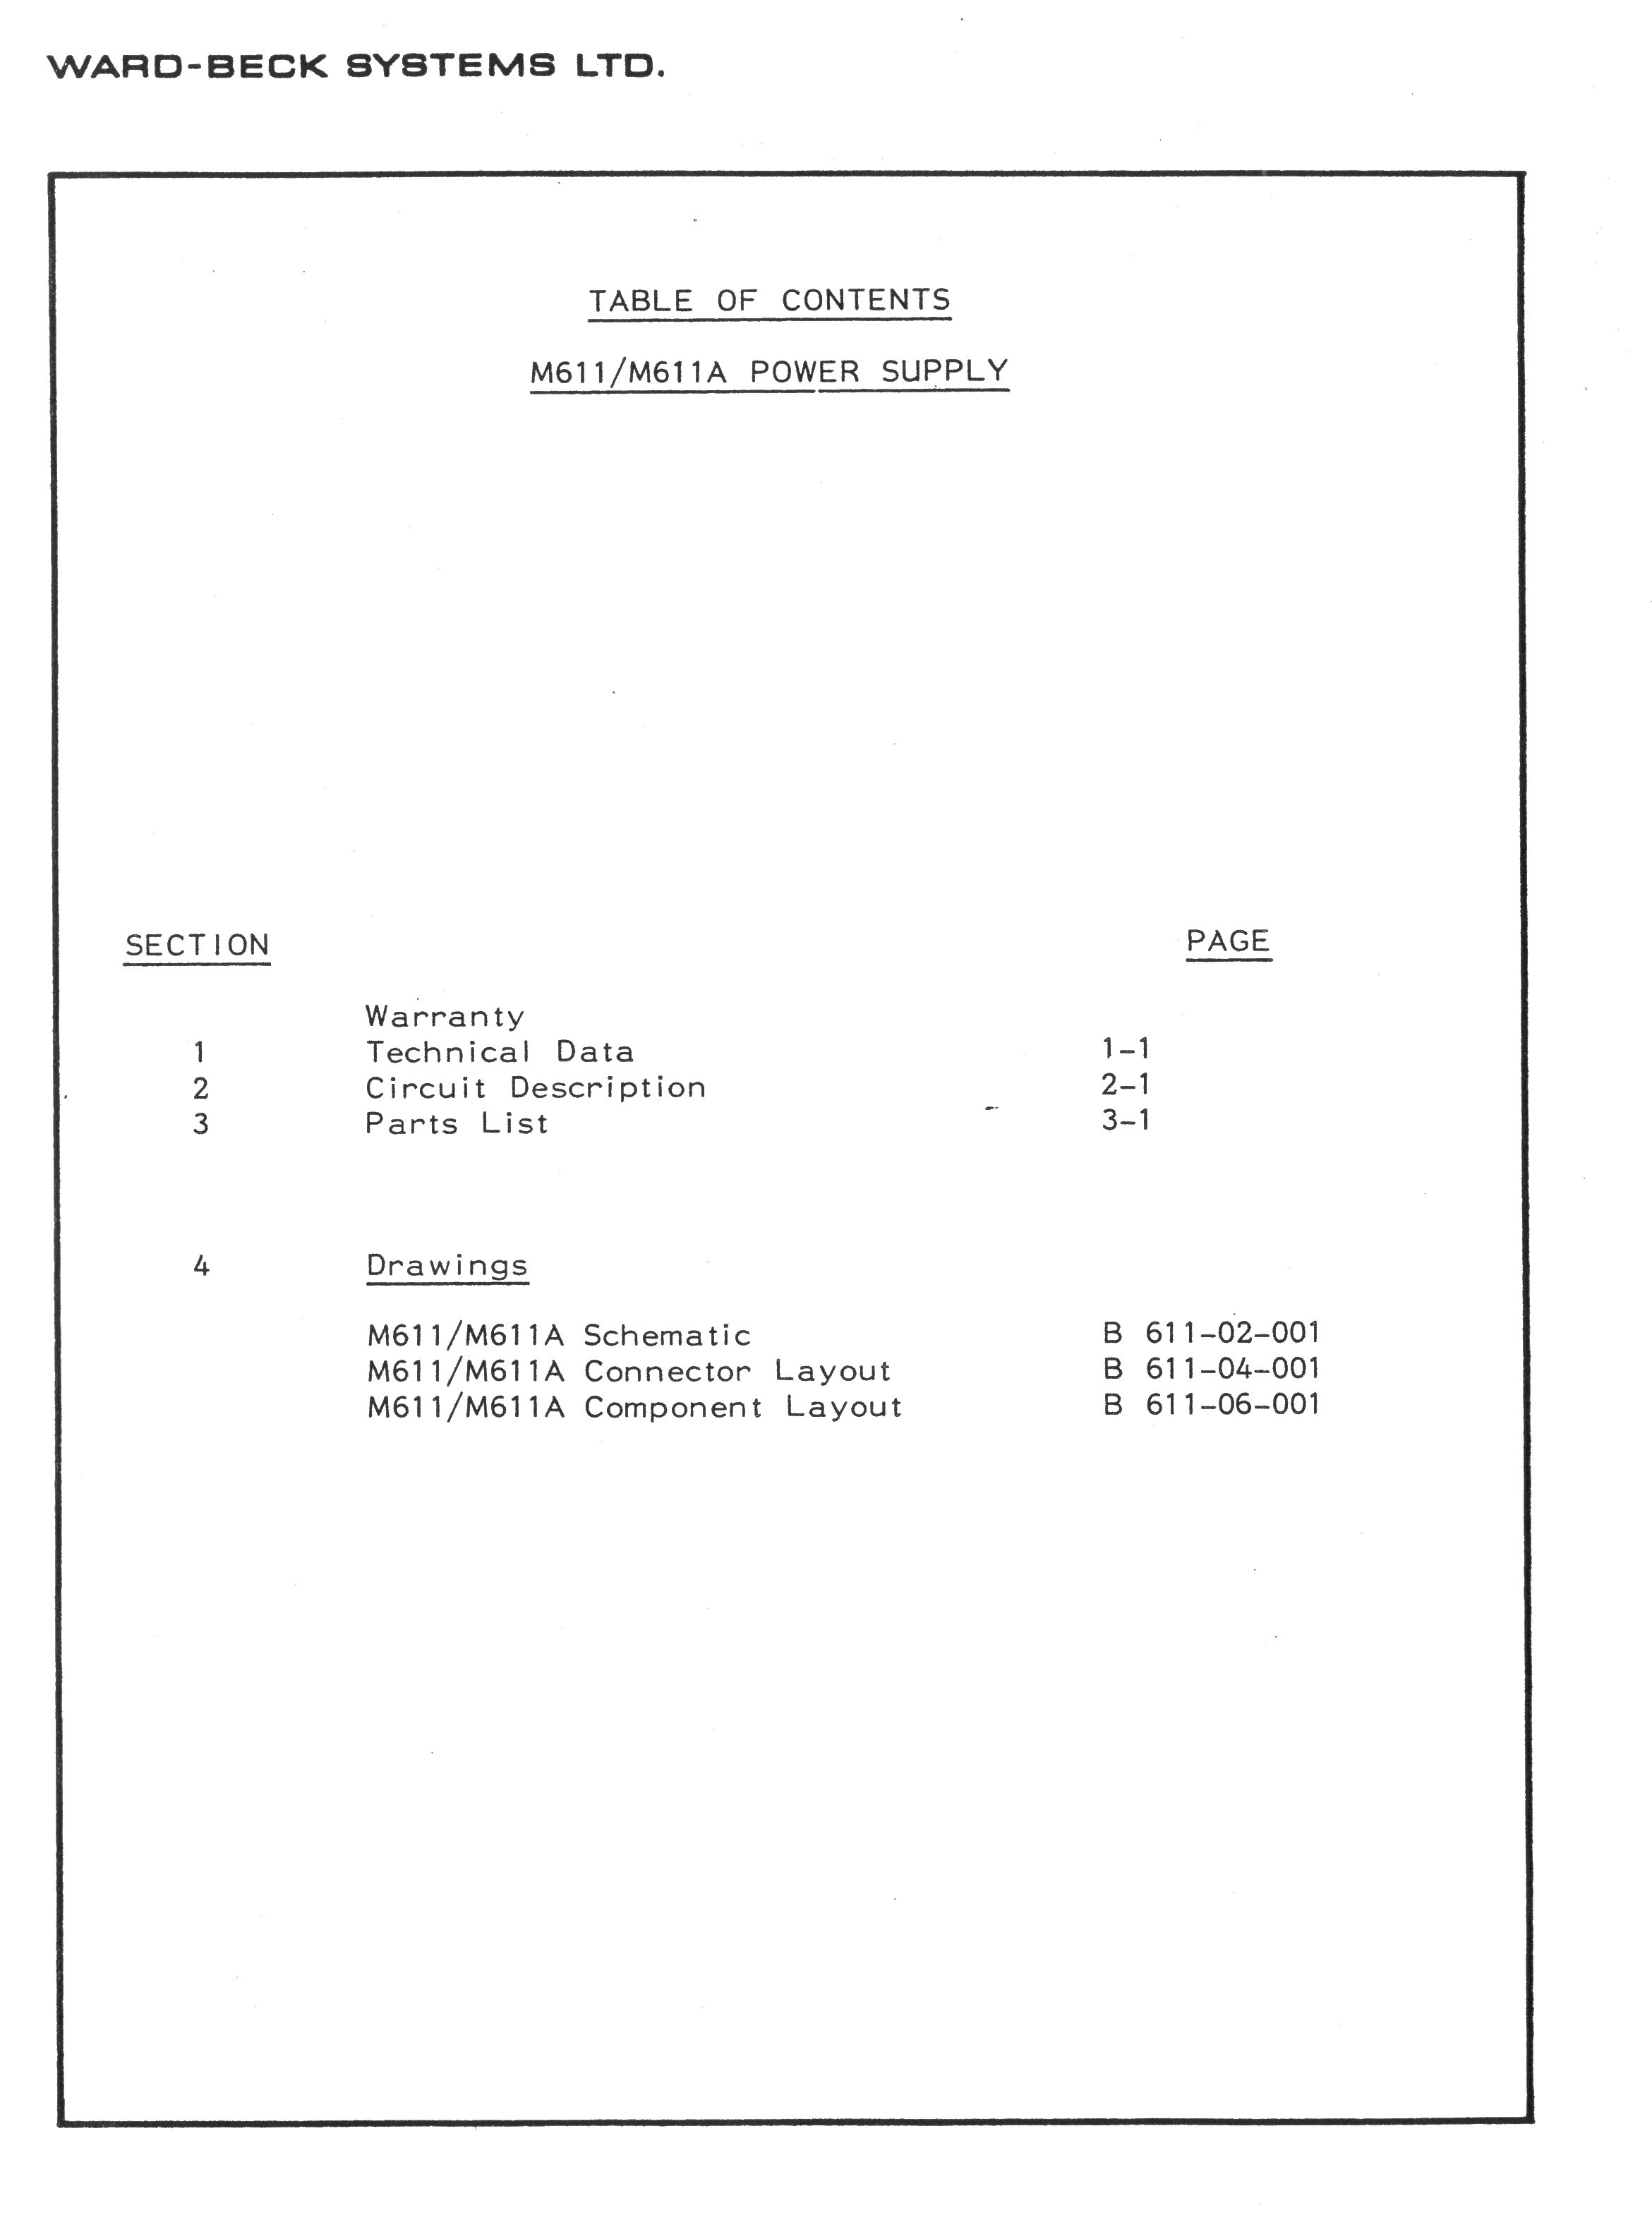 WARD-BECK SYSTEMS LTD.
TABLE OF CONTENTS
M611/M611A POWER SUPPLY
SECTION PAGE
Warranty
1 Technical Data 1-1
2 Circuit Description 2-1
3 Parts List 3-1
4 Drawings
M611/M611A Schematic B 611-02-001
M611/M611A Connector Layout B 611-04-001
M611/M611A Component Layout B 611-06-001